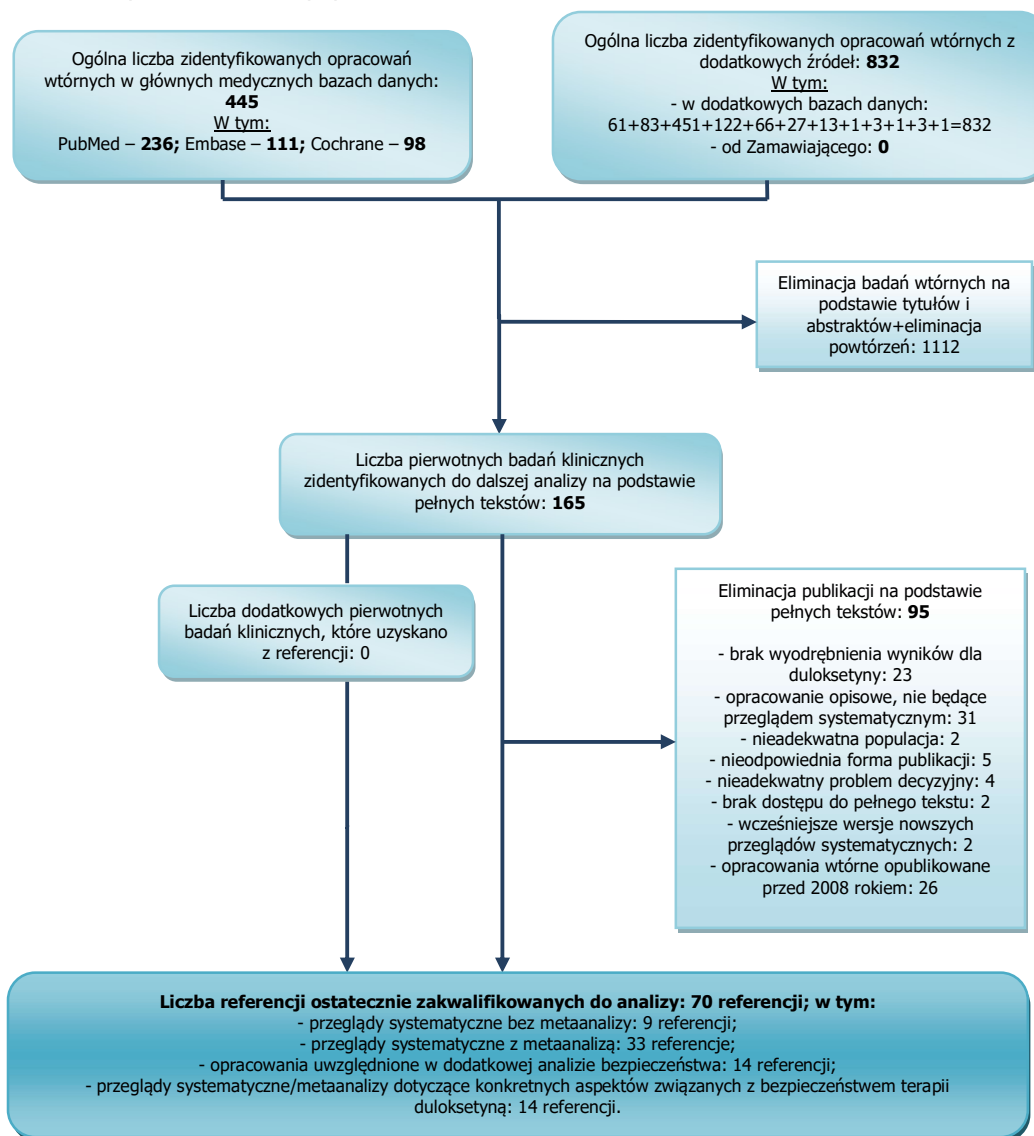 Ogólna liczba zidentyfikowanych opracowań
wtórnych w głównych medycznych bazach danych:
445
W tym:
PubMed – 236; Embase – 111; Cochrane – 98
Ogólna liczba zidentyfikowanych opracowań wtórnych z
dodatkowych źródeł: 832
W tym:
- w dodatkowych bazach danych:
61+83+451+122+66+27+13+1+3+1+3+1=832
- od Zamawiającego: 0
Eliminacja badań wtórnych na
podstawie tytułów i
abstraktów+eliminacja
powtórzeń: 1112
Liczba pierwotnych badań klinicznych
zidentyfikowanych do dalszej analizy na podstawie
pełnych tekstów: 165
Liczba dodatkowych pierwotnych
badań klinicznych, które uzyskano
z referencji: 0
Eliminacja publikacji na podstawie
pełnych tekstów: 95
- brak wyodrębnienia wyników dla
duloksetyny: 23
- opracowanie opisowe, nie będące
przeglądem systematycznym: 31
- nieadekwatna populacja: 2
- nieodpowiednia forma publikacji: 5
- nieadekwatny problem decyzyjny: 4
- brak dostępu do pełnego tekstu: 2
- wcześniejsze wersje nowszych
przeglądów systematycznych: 2
- opracowania wtórne opublikowane
przed 2008 rokiem: 26
Liczba referencji ostatecznie zakwalifikowanych do analizy: 70 referencji; w tym:
- przeglądy systematyczne bez metaanalizy: 9 referencji;
- przeglądy systematyczne z metaanalizą: 33 referencje;
- opracowania uwzględnione w dodatkowej analizie bezpieczeństwa: 14 referencji;
- przeglądy systematyczne/metaanalizy dotyczące konkretnych aspektów związanych z bezpieczeństwem terapii
duloksetyną: 14 referencji.